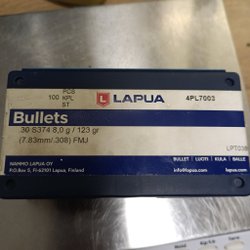 100 PCS KPL ST
LAPUA
4PL7003
Bullets
.30 S374 8,0 g / 123 gr
(7.83mm/.308) FMJ
NAMMO LAPUA OY
P.O.Box 5, FI-62101 Lapua, Finland
BULLET | LUOTI | KULA | BALLE
info@lapua.com
lapua.com